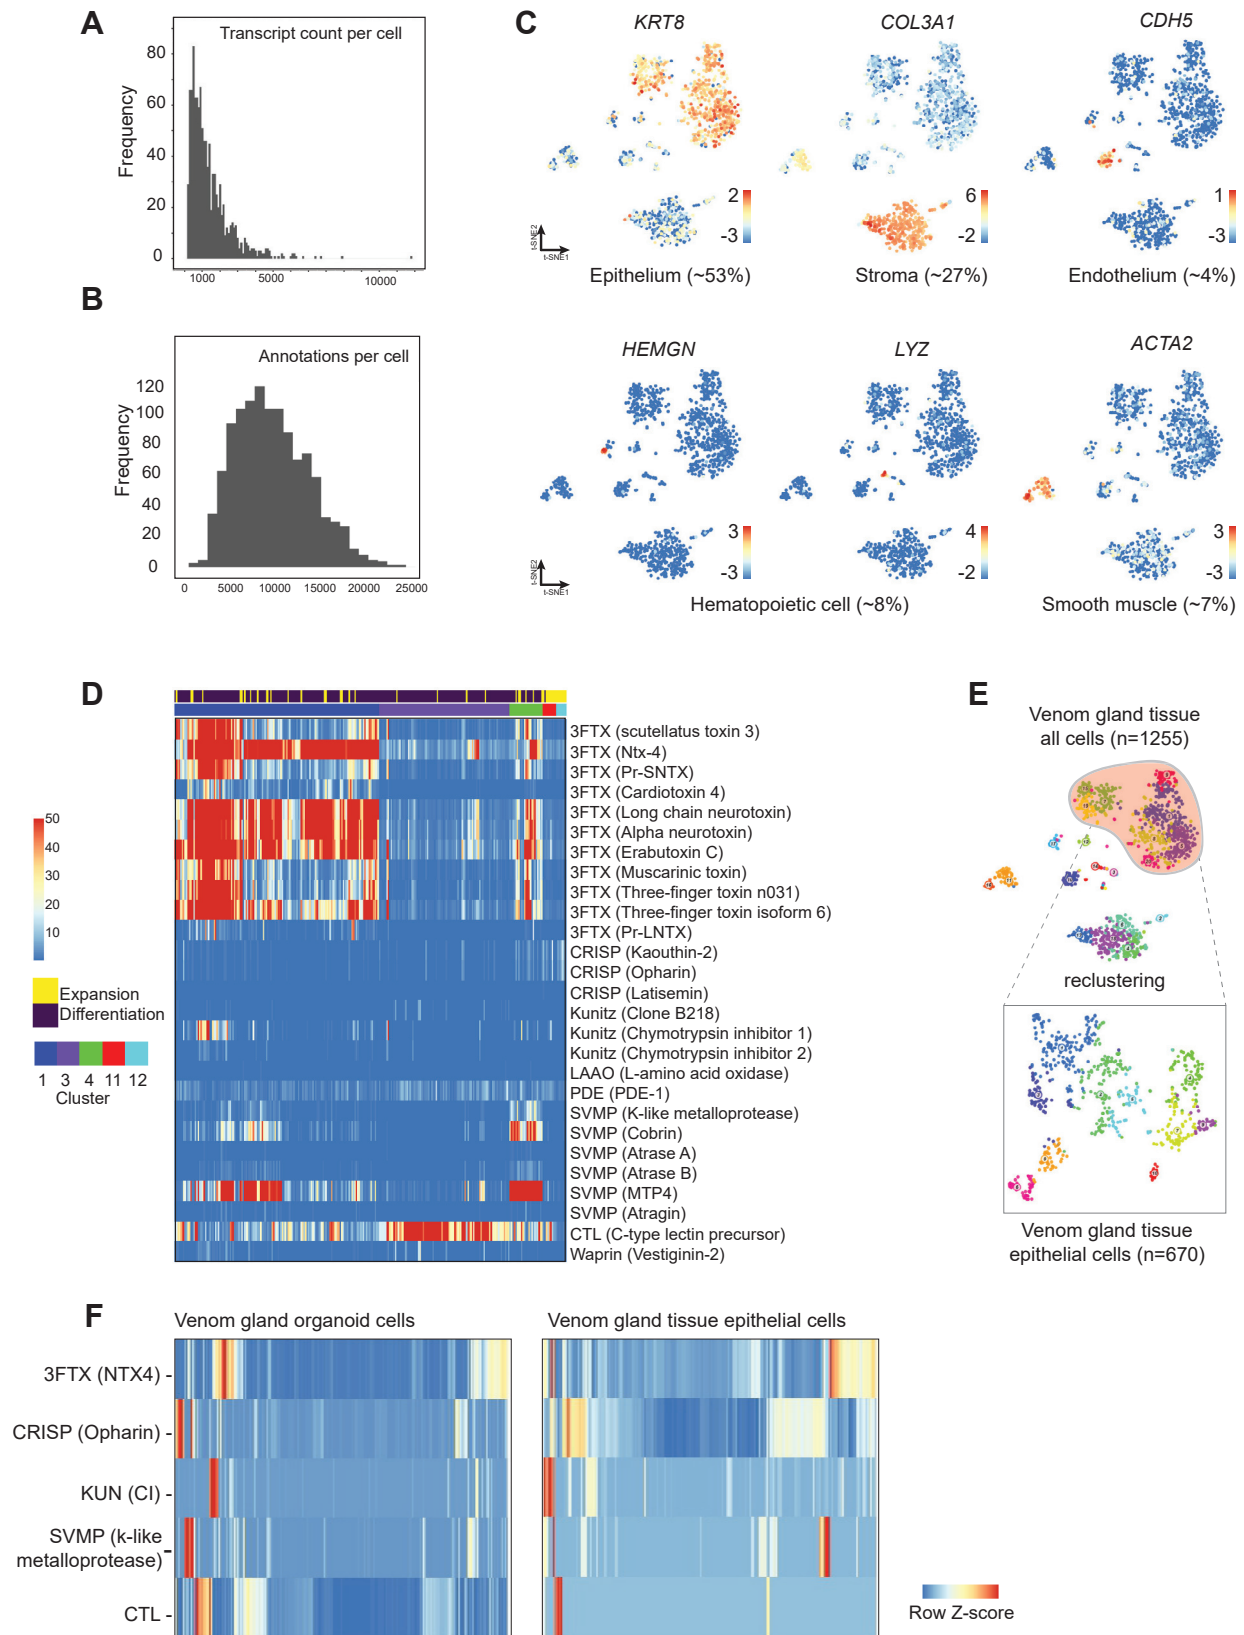 A
Transcript count per cell
Frequency
80
60
40
20
0
1000
5000
10000
B
Annotations per cell
Frequency
120
100
80
60
40
20
0
0
5000
10000
15000
20000
25000
C
KRT8
COL3A1
CDH5
2
-3
6
-2
1
-3
t-SNE2
t-SNE1
Epithelium (~53%)
Stroma (~27%)
Endothelium (~4%)
HEMGN
LYZ
ACTA2
3
-3
4
-2
3
-3
t-SNE2
t-SNE1
Hematopoietic cell (~8%)
Smooth muscle (~7%)
D
50
40
30
20
10
Expansion
Differentiation
1 3 4 11 12
Cluster
3FTX (scutellatus toxin 3)
3FTX (Ntx-4)
3FTX (Pr-SNTX)
3FTX (Cardiotoxin 4)
3FTX (Long chain neurotoxin)
3FTX (Alpha neurotoxin)
3FTX (Erabutoxin C)
3FTX (Muscarinic toxin)
3FTX (Three-finger toxin n031)
3FTX (Three-finger toxin isoform 6)
3FTX (Pr-LNTX)
CRISP (Kaouthin-2)
CRISP (Opharin)
CRISP (Latisemin)
Kunitz (Clone B218)
Kunitz (Chymotrypsin inhibitor 1)
Kunitz (Chymotrypsin inhibitor 2)
LAAO (L-amino acid oxidase)
PDE (PDE-1)
SVMP (K-like metalloprotease)
SVMP (Cobrin)
SVMP (Atrase A)
SVMP (Atrase B)
SVMP (MTP4)
SVMP (Atragin)
CTL (C-type lectin precursor)
Waprin (Vestiginin-2)
E
Venom gland tissue
all cells (n=1255)
reclustering
Venom gland tissue
epithelial cells (n=670)
F
Venom gland organoid cells
Venom gland tissue epithelial cells
3FTX (NTX4)
CRISP (Opharin)
KUN (CI)
SVMP (k-like
metalloprotease)
CTL
Row Z-score